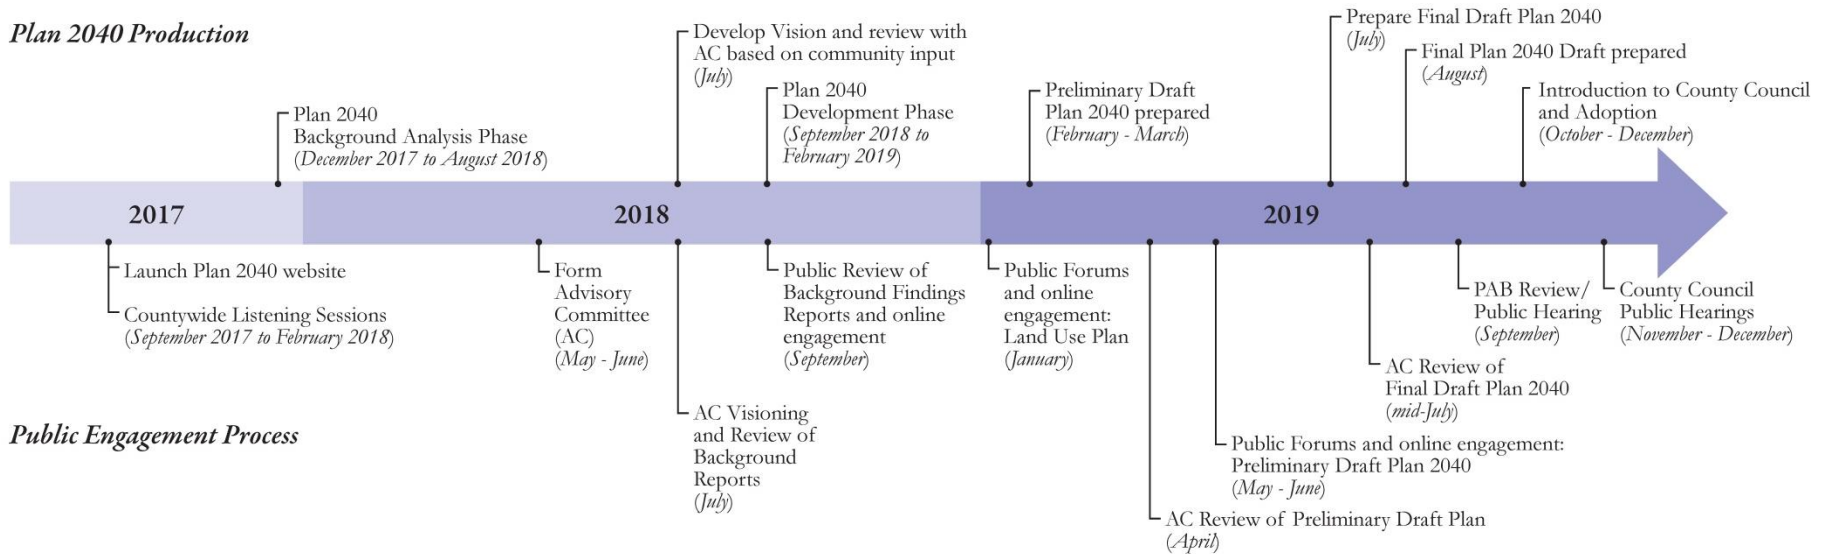 Plan 2040 Production
Plan 2040
Background Analysis Phase
(December 2017 to August 2018)
Develop Vision and review with
AC based on community input
(July)
Plan 2040
Development Phase
(September 2018 to
February 2019)
Preliminary Draft
Plan 2040 prepared
(February - March)
Prepare Final Draft Plan 2040
(July)
Final Plan 2040 Draft prepared
(August)
Introduction to County Council
and Adoption
(October - December)
2017
2018
2019
Launch Plan 2040 website
Countywide Listening Sessions
(September 2017 to February 2018)
Form
Advisory
Committee
(AC)
(May - June)
AC Visioning
and Review of
Background
Reports
(July)
Public Review of
Background Findings
Reports and online
engagement
(September)
Public Forums
and online
engagement:
Land Use Plan
(January)
AC Review of Preliminary Draft Plan
(April)
Public Forums and online engagement:
Preliminary Draft Plan 2040
(May - June)
AC Review of
Final Draft Plan 2040
(mid-July)
PAB Review/
Public Hearing
(September)
County Council
Public Hearings
(November - December)
Public Engagement Process